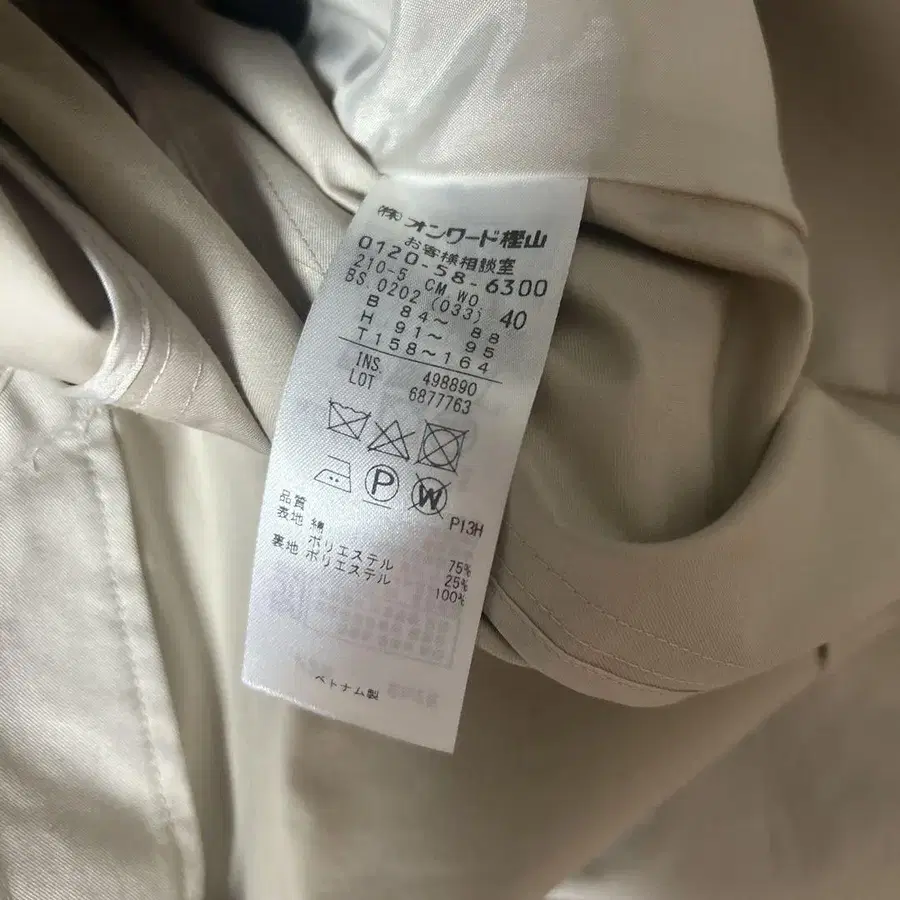 (株) オンワード樫山
お客様相談室
0120-58-6300
210-5 CM WO
BS.0202 (033) 40
B 84~ 88
H 91~ 95
T158~164
INS. 498890
LOT 6877763
P
W
P13H
品質
表地 綿 75%
ポリエステル 25%
裏地 ポリエステル 100%
ベトナム製